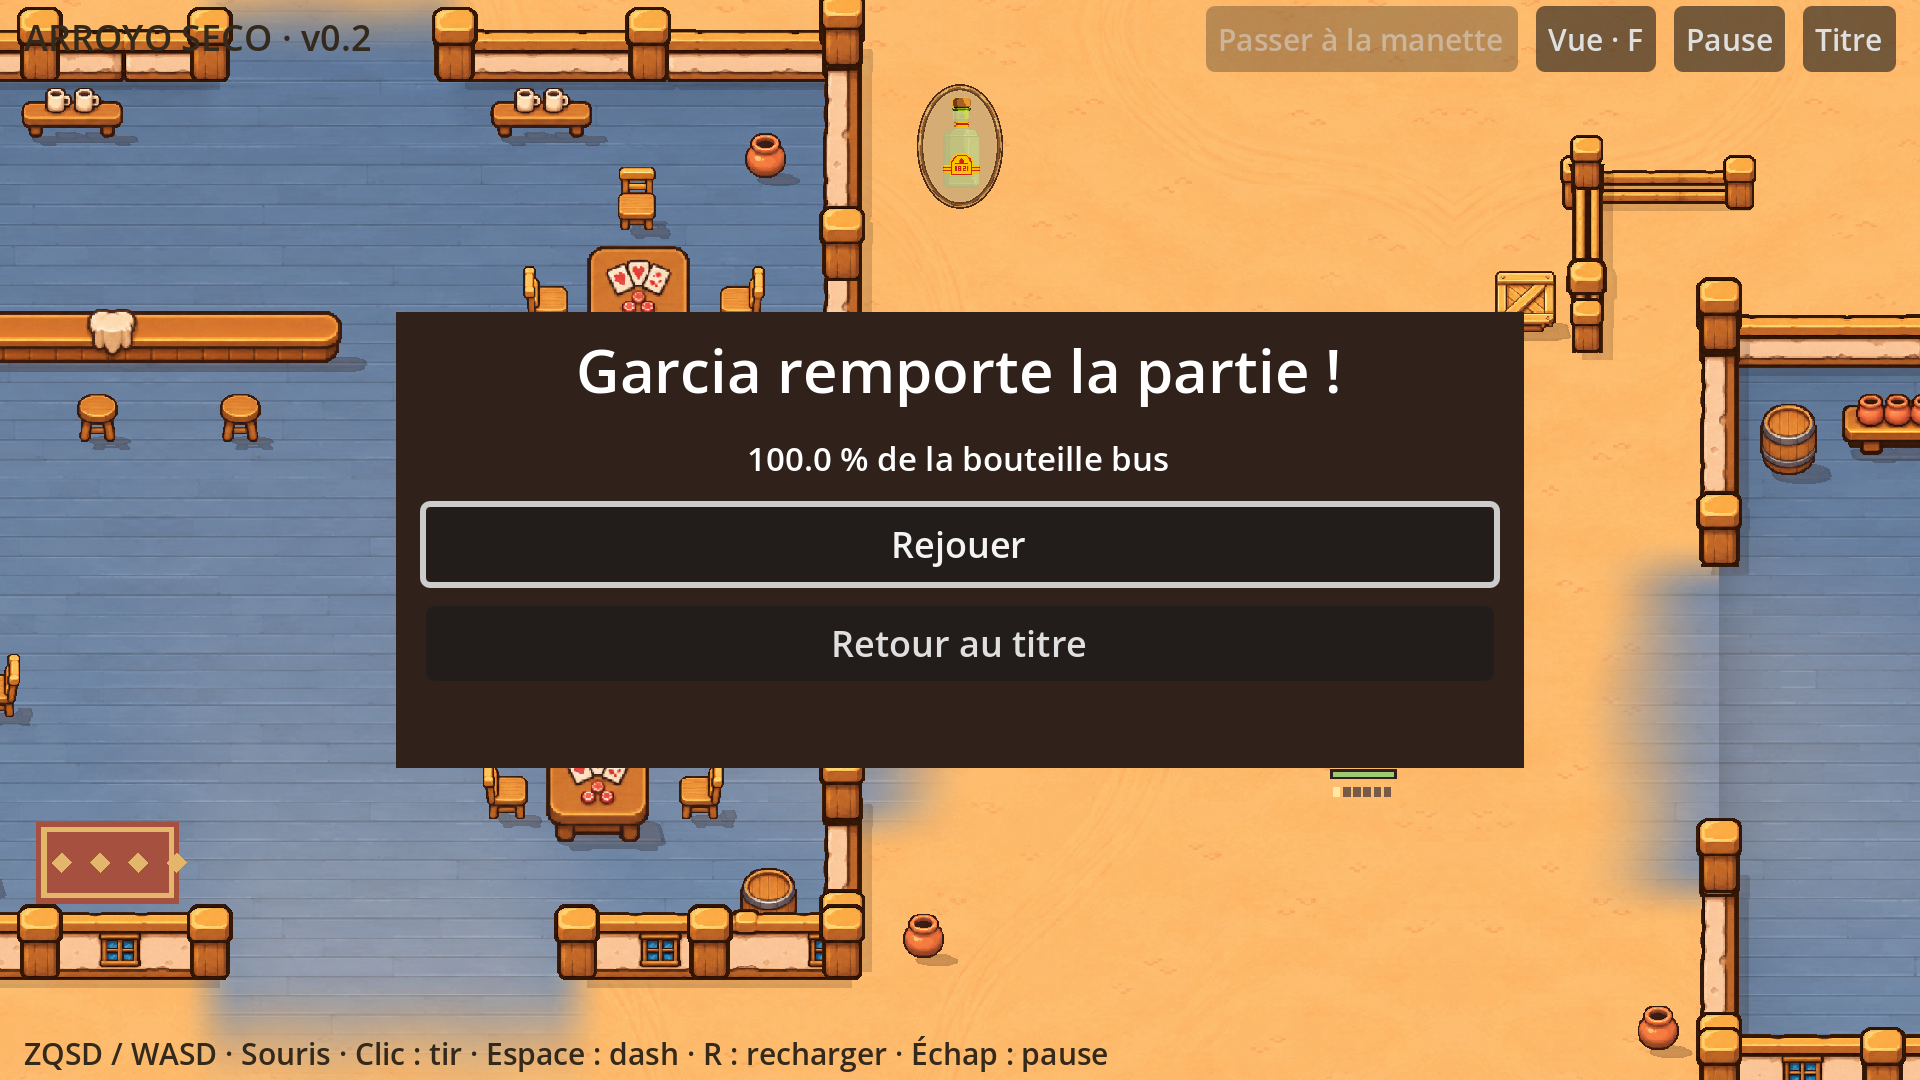 ARROYO SECO · v0.2
Passer à la manette
Vue · F
Pause
Titre
1821
Garcia remporte la partie !
100.0 % de la bouteille bus
Rejouer
Retour au titre
ZQSD / WASD · Souris · Clic : tir · Espace : dash · R : recharger · Échap : pause